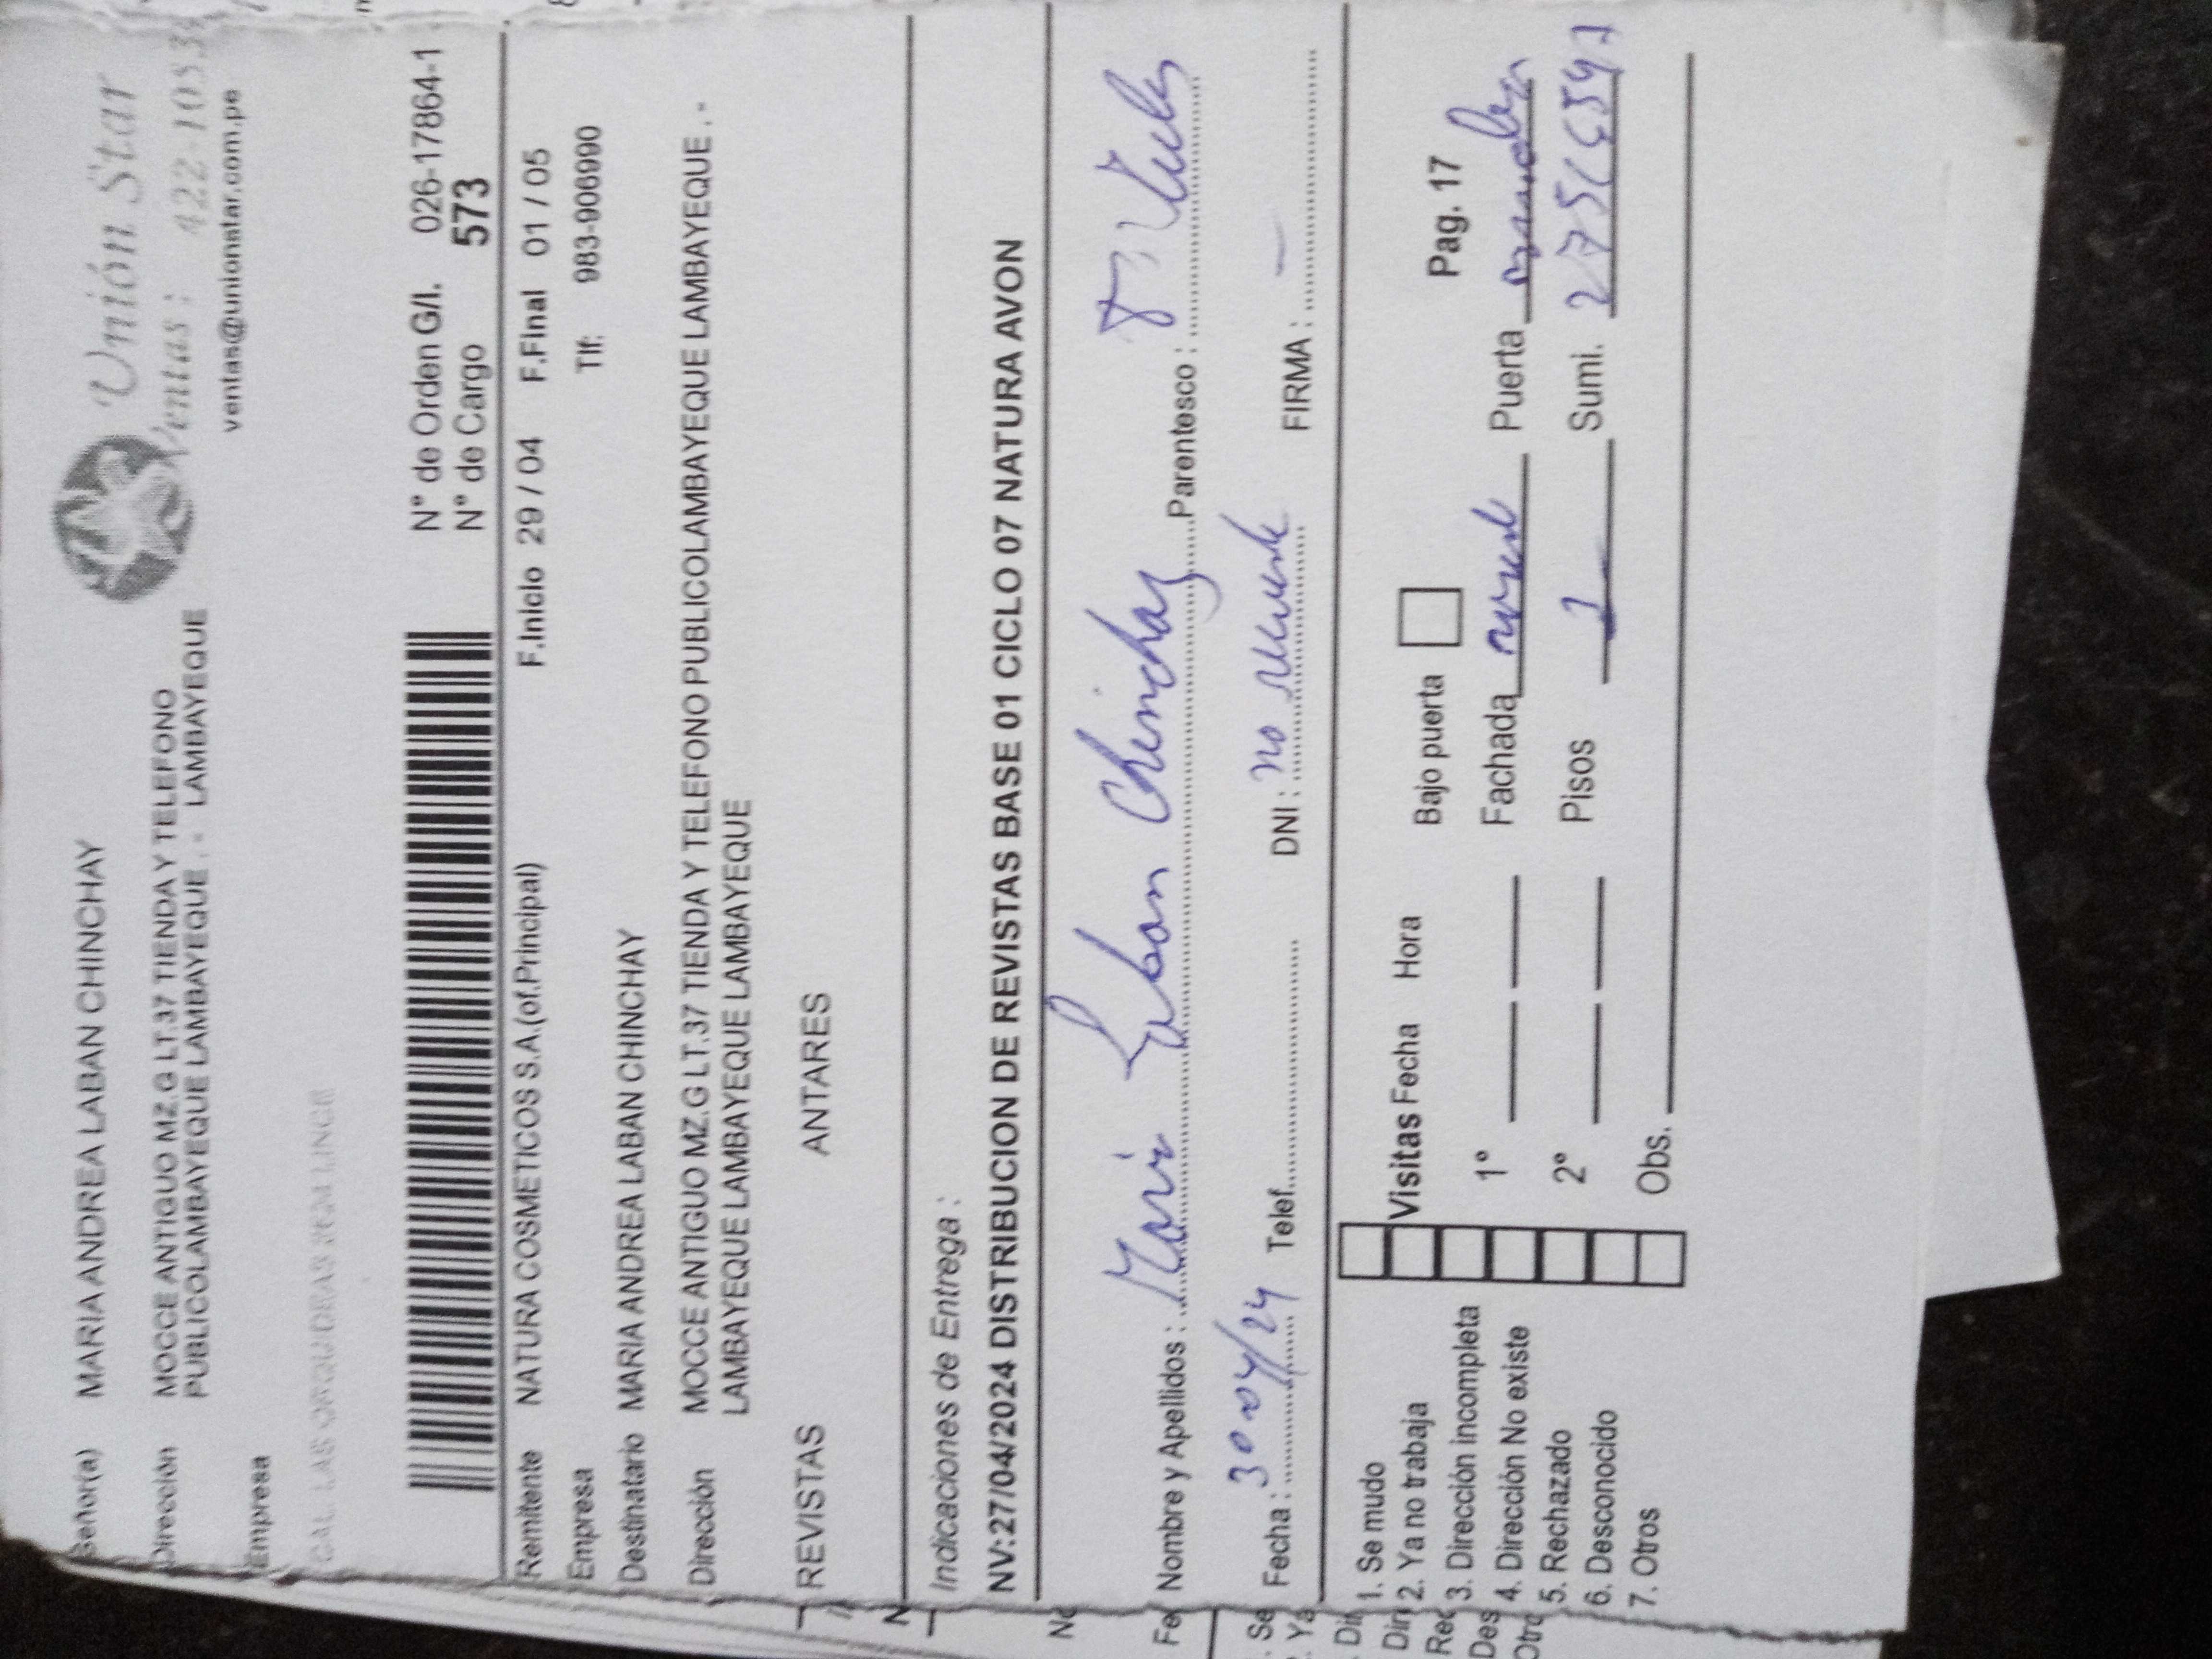 Señor(a) MARIA ANDREA LABAN CHINCHAY
Unión Star
Ventas : 422-1053
Dirección MOCCE ANTIGUO MZ.G LT.37 TIENDA Y TELEFONO
PUBLICOLAMBAYEQUE LAMBAYEQUE . - LAMBAYEQUE
ventas@unionstar.com.pe
Empresa
N° de Orden G/I. 026-17864-1
N° de Cargo 573
Remitente NATURA COSMETICOS S.A.(of.Principal) F.Inicio 29 / 04 F.Final 01 / 05
Empresa Tlf: 983-906990
Destinatario MARIA ANDREA LABAN CHINCHAY
Dirección MOCCE ANTIGUO MZ.G LT.37 TIENDA Y TELEFONO PUBLICOLAMBAYEQUE LAMBAYEQUE LAMBAYEQUE . -
LAMBAYEQUE LAMBAYEQUE LAMBAYEQUE
REVISTAS ANTARES
Indicaciones de Entrega :
NV:27/04/2024 DISTRIBUCION DE REVISTAS BASE 01 CICLO 07 NATURA AVON
Nombre y Apellidos : Maria Laban Chinchay Parentesco :
Fecha : 30 04/24 Telef. DNI : no FIRMA : —
1. Se mudo
2. Ya no trabaja
3. Dirección incompleta
4. Dirección No existe
5. Rechazado
6. Desconocido
7. Otros
Visitas Fecha Hora Bajo puerta Pag. 17
1° Fachada Puerta
2° Pisos 1 Sumi.
Obs.